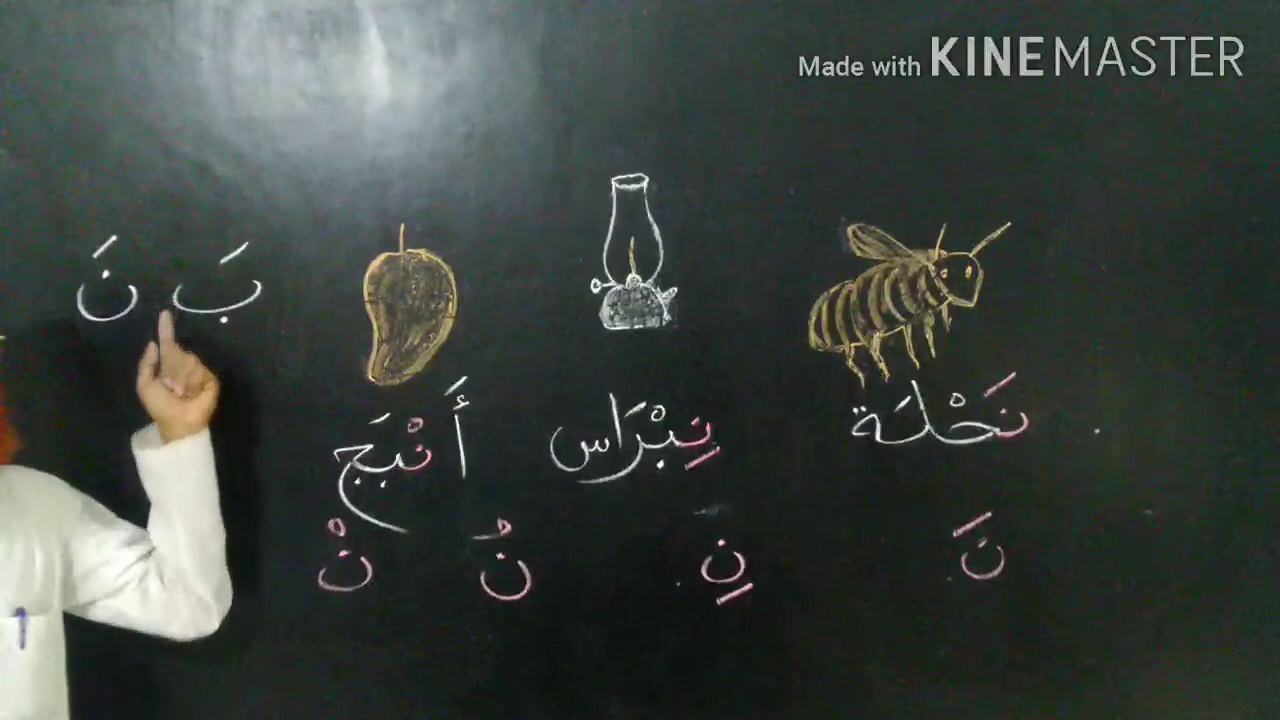 Made with KINEMASTER
بَ نَ
نَحْلَة نِبْرَاس أَنْبَج
نَ نِ نُ نْ